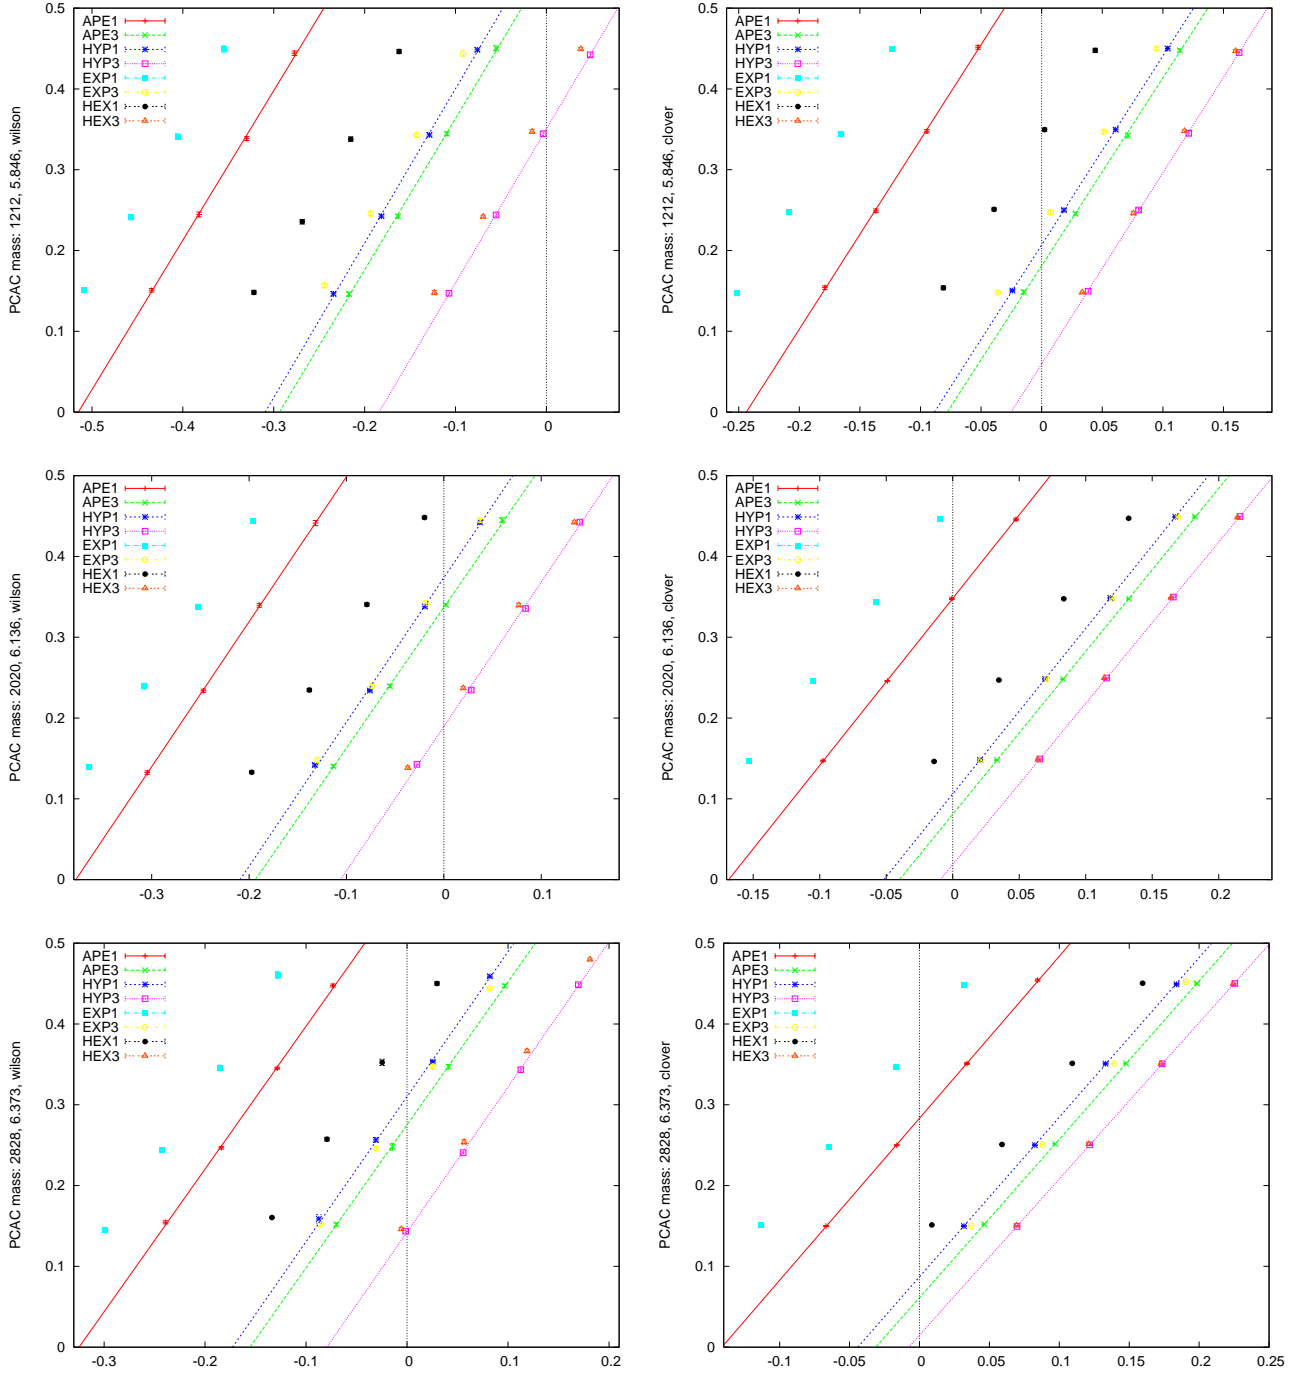 PCAC mass: 1212, 5.846, wilson
0.5
0.4
0.3
0.2
0.1
0
-0.5
-0.4
-0.3
-0.2
-0.1
0
APE1
APE3
HYP1
HYP3
EXP1
EXP3
HEX1
HEX3
PCAC mass: 1212, 5.846, clover
0.5
0.4
0.3
0.2
0.1
0
-0.25
-0.2
-0.15
-0.1
-0.05
0
0.05
0.1
0.15
APE1
APE3
HYP1
HYP3
EXP1
EXP3
HEX1
HEX3
PCAC mass: 2020, 6.136, wilson
0.5
0.4
0.3
0.2
0.1
0
-0.3
-0.2
-0.1
0
0.1
APE1
APE3
HYP1
HYP3
EXP1
EXP3
HEX1
HEX3
PCAC mass: 2020, 6.136, clover
0.5
0.4
0.3
0.2
0.1
0
-0.15
-0.1
-0.05
0
0.05
0.1
0.15
0.2
APE1
APE3
HYP1
HYP3
EXP1
EXP3
HEX1
HEX3
PCAC mass: 2828, 6.373, wilson
0.5
0.4
0.3
0.2
0.1
0
-0.3
-0.2
-0.1
0
0.1
0.2
APE1
APE3
HYP1
HYP3
EXP1
EXP3
HEX1
HEX3
PCAC mass: 2828, 6.373, clover
0.5
0.4
0.3
0.2
0.1
0
-0.1
-0.05
0
0.05
0.1
0.15
0.2
0.25
APE1
APE3
HYP1
HYP3
EXP1
EXP3
HEX1
HEX3